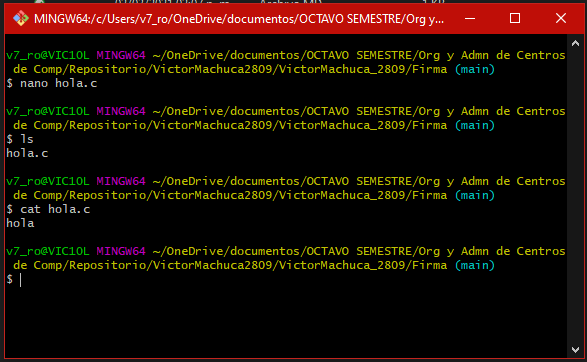 MINGW64:/c/Users/v7_ro/OneDrive/documentos/OCTAVO SEMESTRE/Org y...
v7_ro@VIC1OL MINGW64 ~/OneDrive/documentos/OCTAVO SEMESTRE/Org y Admn de Centros
de Comp/Repositorio/VictorMachuca2809/VictorMachuca_2809/Firma (main)
$ nano hola.c
v7_ro@VIC1OL MINGW64 ~/OneDrive/documentos/OCTAVO SEMESTRE/Org y Admn de Centros
de Comp/Repositorio/VictorMachuca2809/VictorMachuca_2809/Firma (main)
$ ls
hola.c
v7_ro@VIC1OL MINGW64 ~/OneDrive/documentos/OCTAVO SEMESTRE/Org y Admn de Centros
de Comp/Repositorio/VictorMachuca2809/VictorMachuca_2809/Firma (main)
$ cat hola.c
hola
v7_ro@VIC1OL MINGW64 ~/OneDrive/documentos/OCTAVO SEMESTRE/Org y Admn de Centros
de Comp/Repositorio/VictorMachuca2809/VictorMachuca_2809/Firma (main)
$